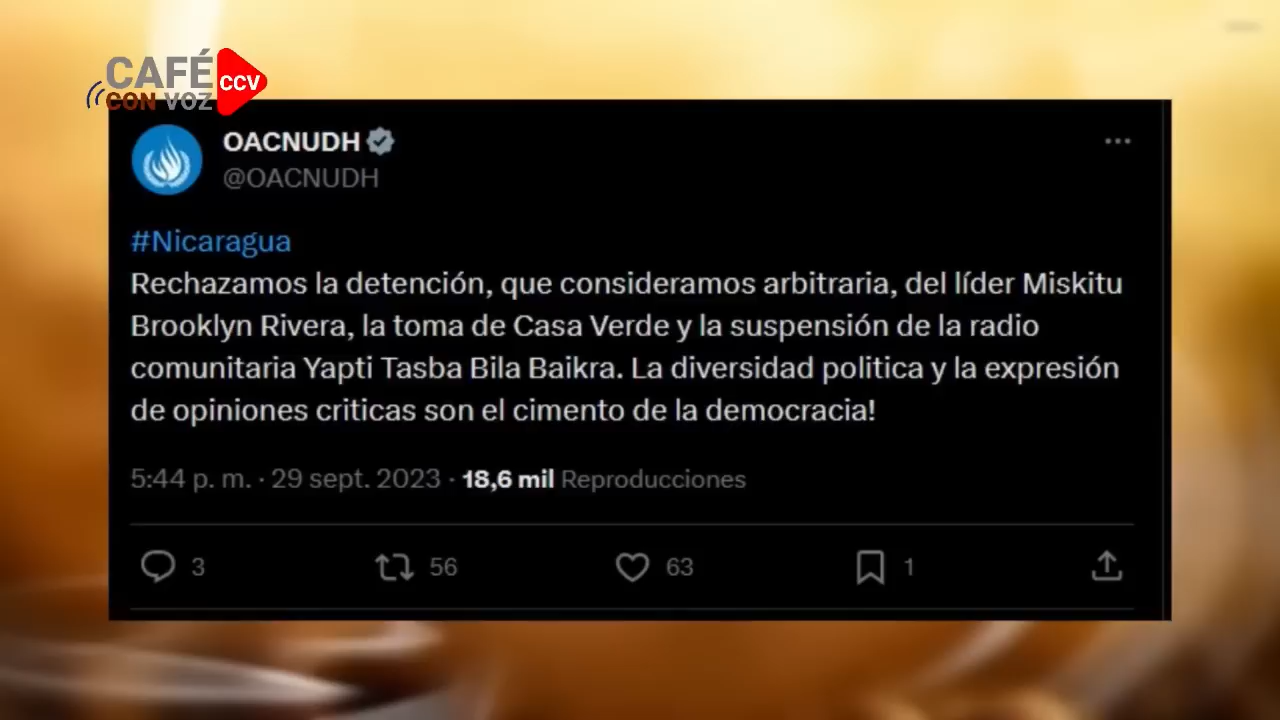 CAFÉ
CON VOZ
CCV
OACNUDH
@OACNUDH
#Nicaragua
Rechazamos la detención, que consideramos arbitraria, del líder Miskitu
Brooklyn Rivera, la toma de Casa Verde y la suspensión de la radio
comunitaria Yapti Tasba Bila Baikra. La diversidad politica y la expresión
de opiniones criticas son el cimento de la democracia!
5:44 p. m. · 29 sept. 2023 · 18,6 mil Reproducciones
3 56 63 1